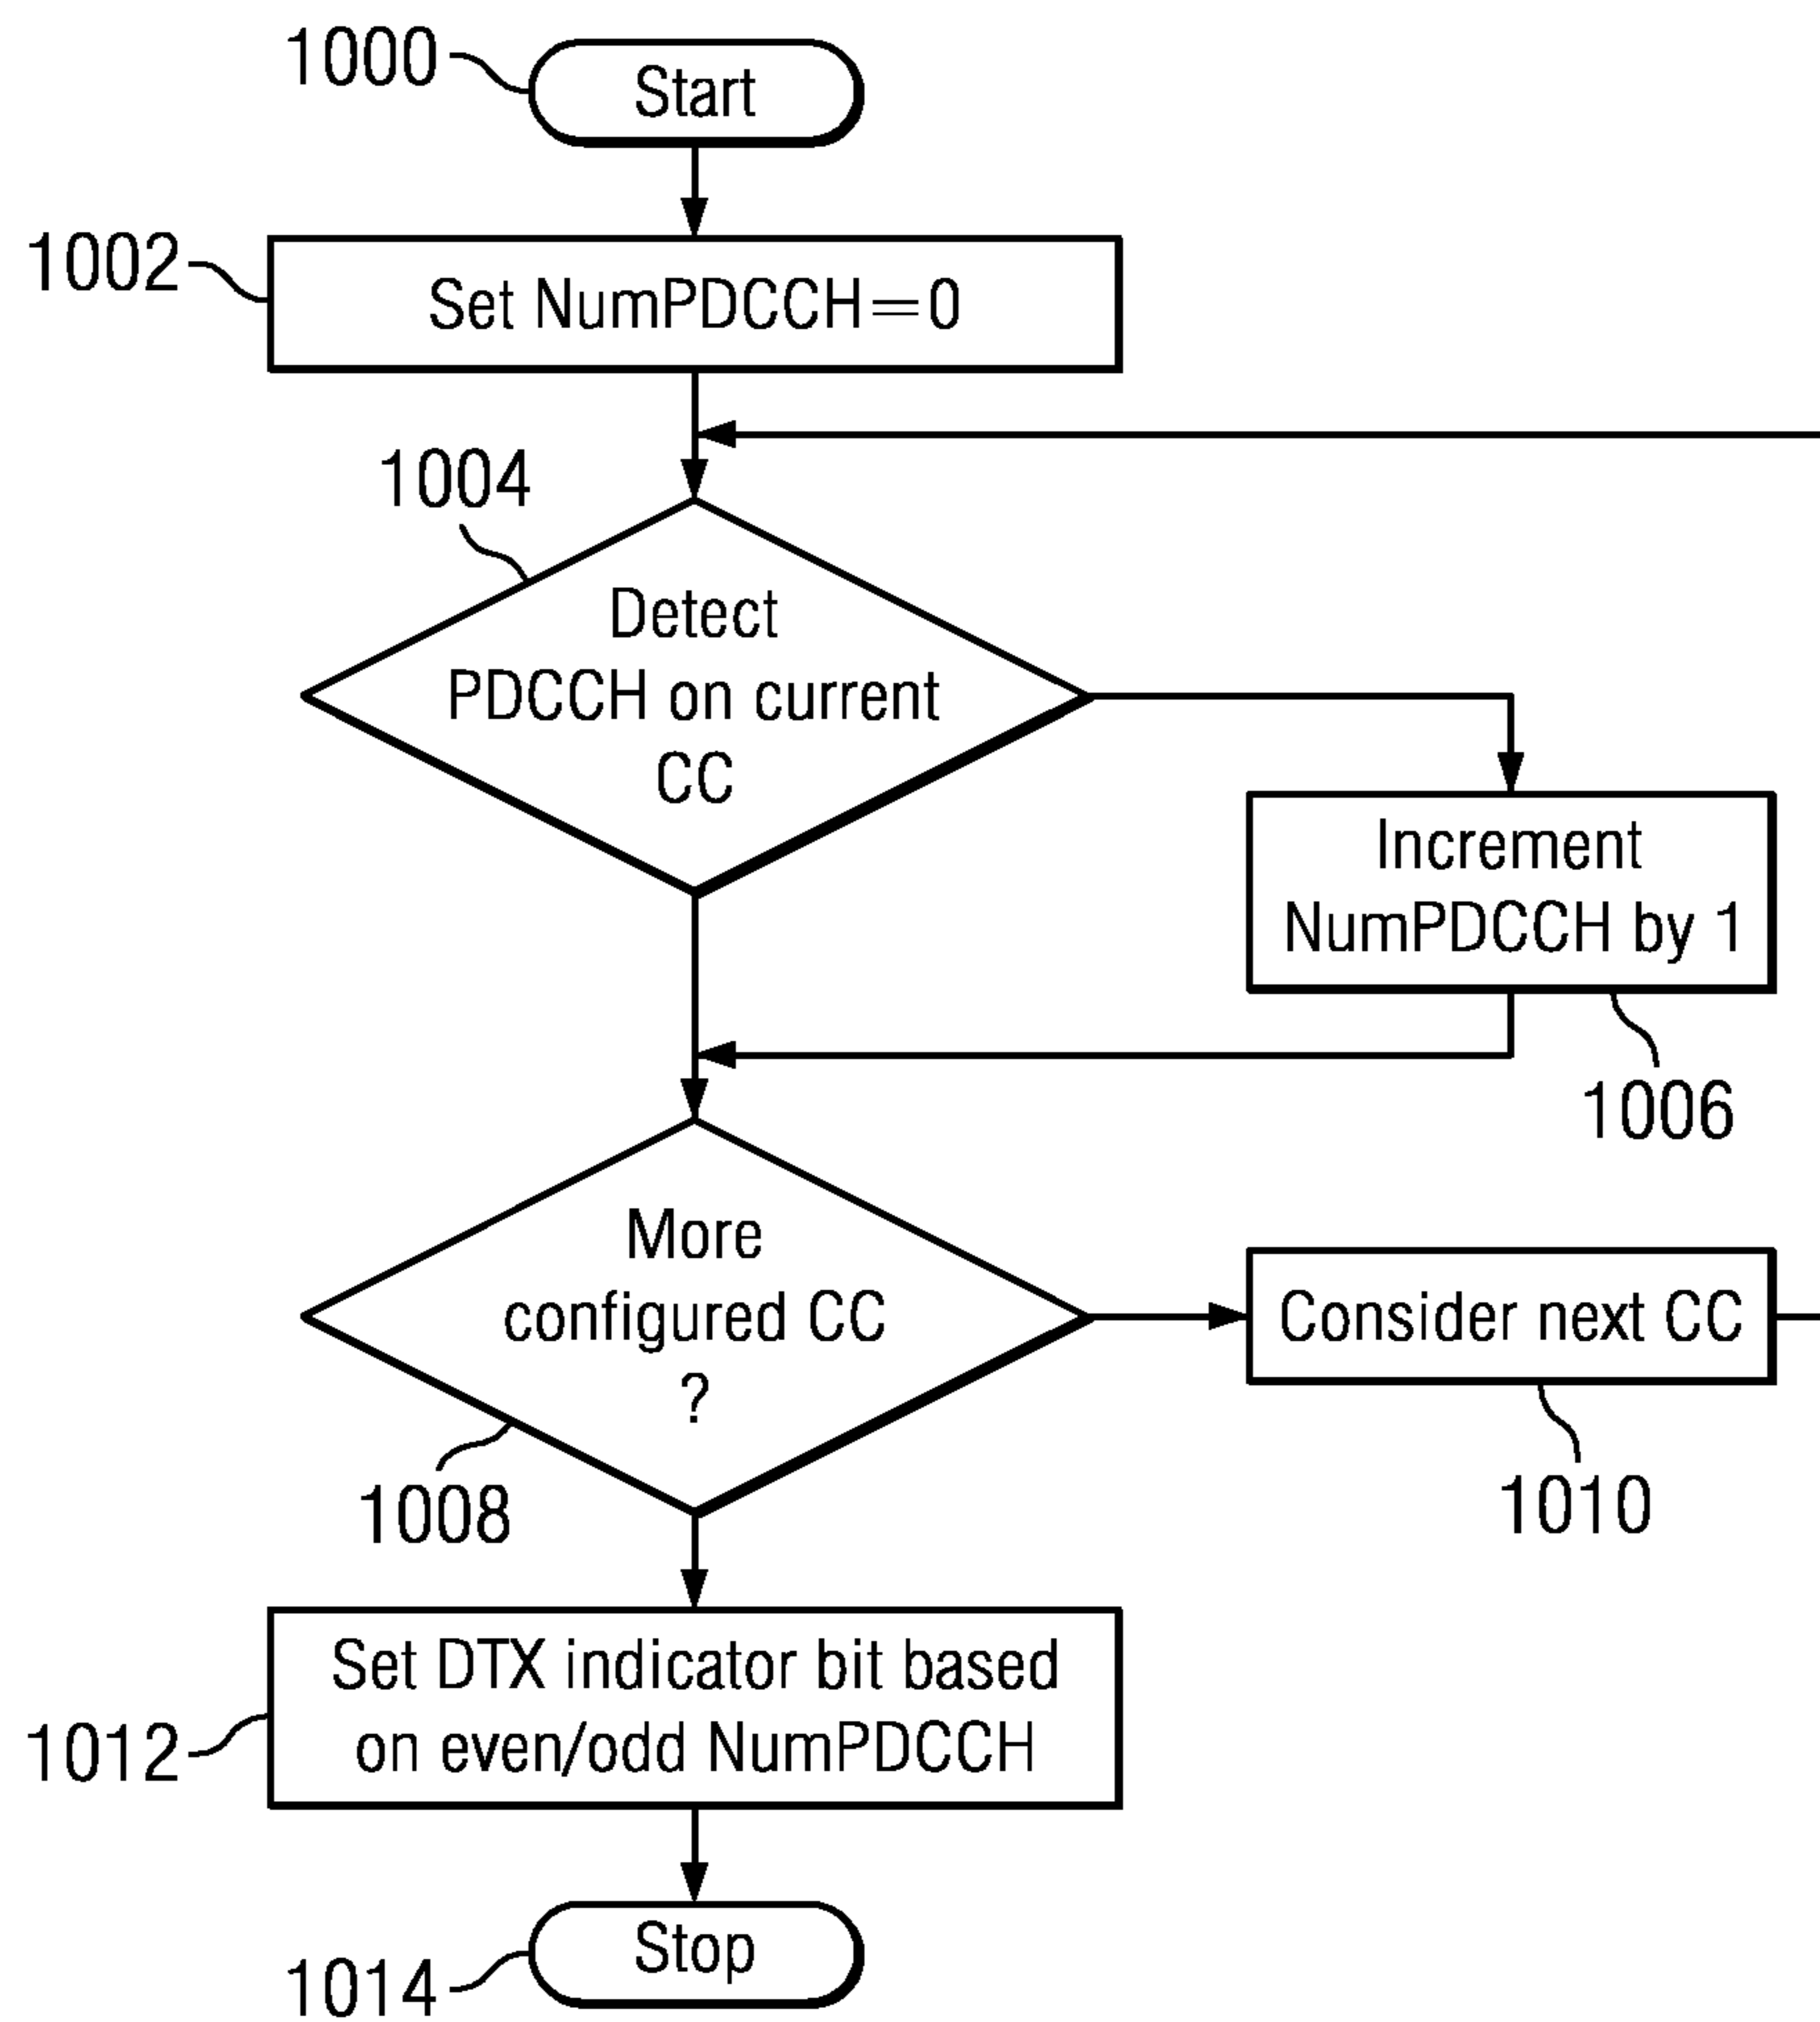 1000
Start
1002
Set NumPDCCH=0
1004
Detect
PDCCH on current
CC
Increment
NumPDCCH by 1
1006
More
configured CC
?
Consider next CC
1008
1010
Set DTX indicator bit based
on even/odd NumPDCCH
1012
Stop
1014